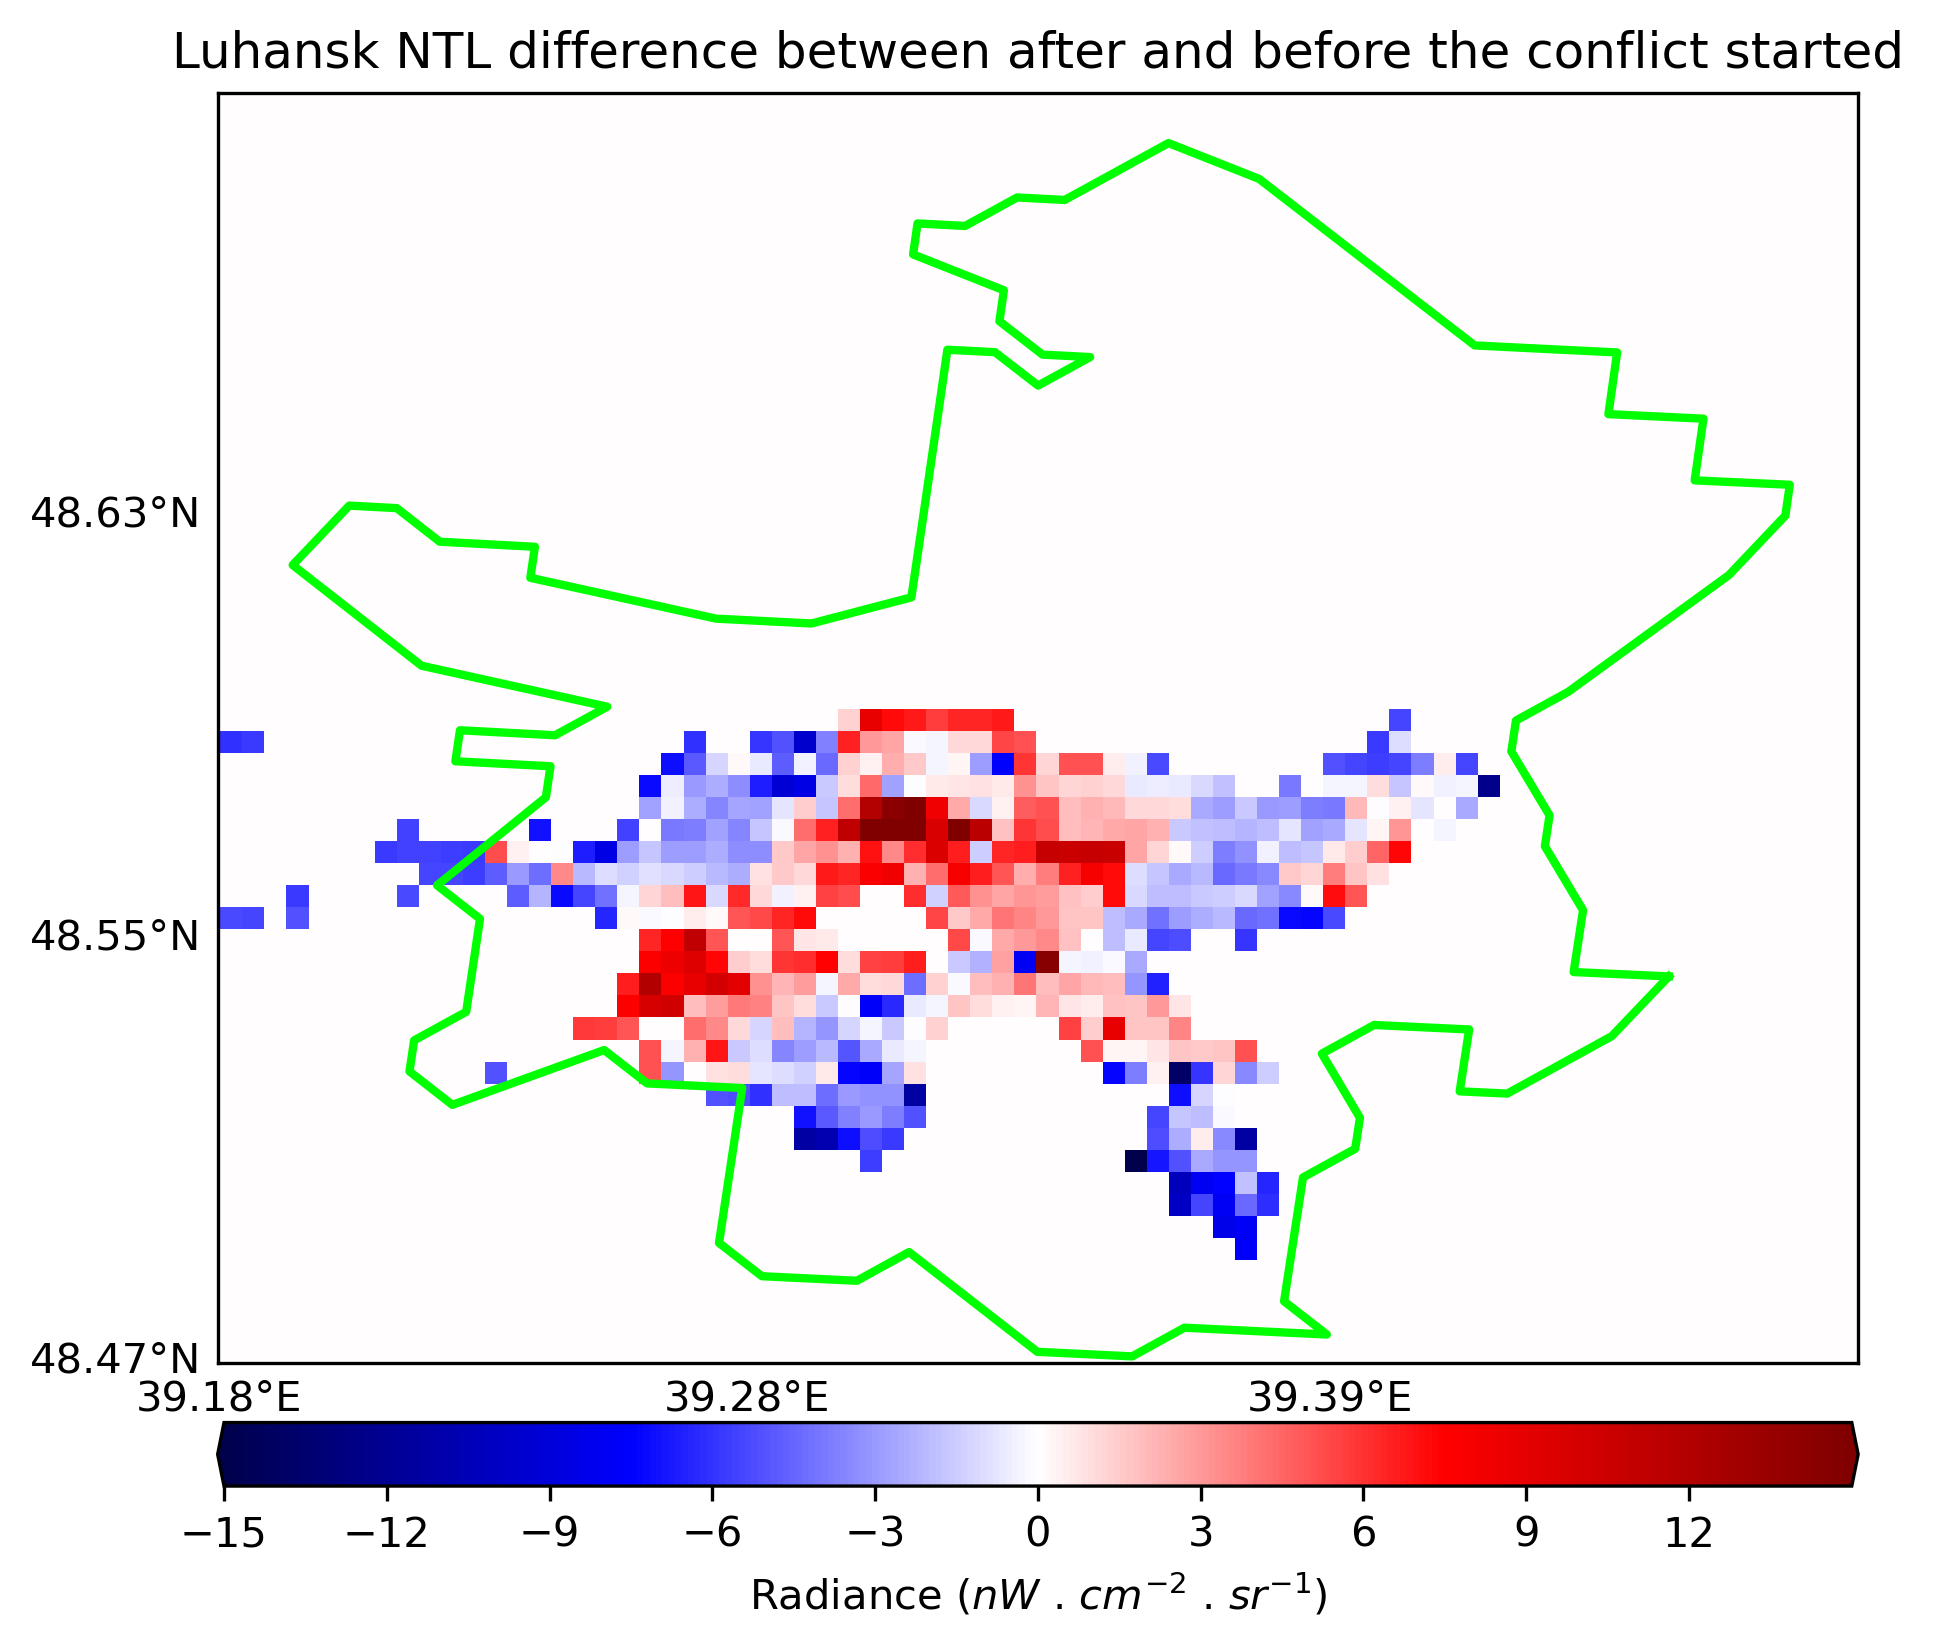 Luhansk NTL difference between after and before the conflict started
48.63°N
48.55°N
48.47°N
39.18°E 39.28°E 39.39°E
−15 −12 −9 −6 −3 0 3 6 9 12
Radiance (nW . cm⁻² . sr⁻¹)